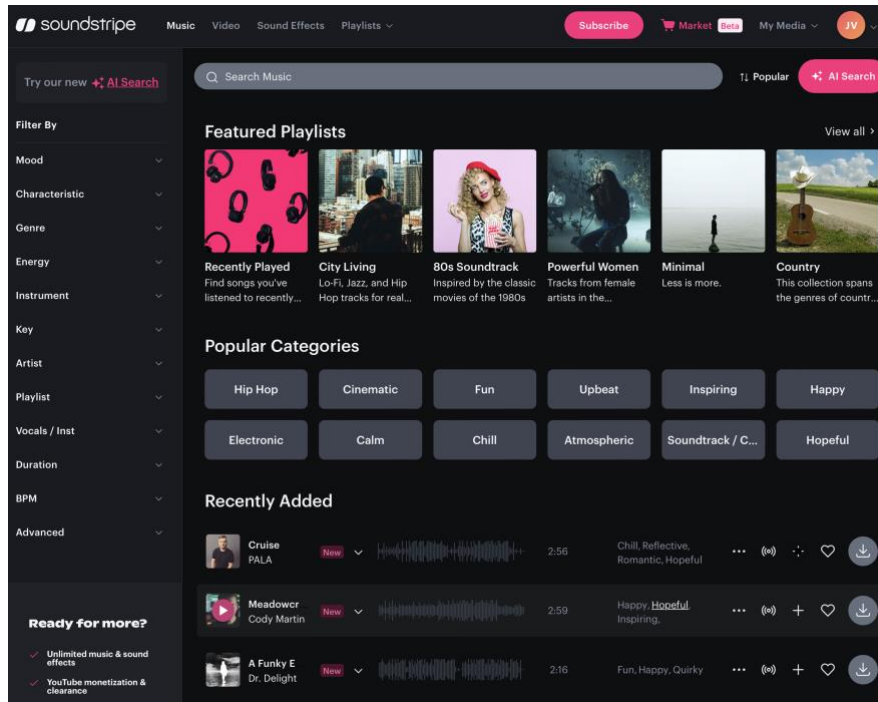 soundstripe
Music Video Sound Effects Playlists
Subscribe
Market Beta
My Media
JV
Try our new AI Search
Search Music
Popular
AI Search
Filter By
Mood
Characteristic
Genre
Energy
Instrument
Key
Artist
Playlist
Vocals / Inst
Duration
BPM
Advanced
Ready for more?
Unlimited music & sound
effects
YouTube monetization &
clearance
Featured Playlists
View all
Recently Played
Find songs you've
listened to recently...
City Living
Lo-Fi, Jazz, and Hip
Hop tracks for real...
80s Soundtrack
Inspired by the classic
movies of the 1980s
Powerful Women
Tracks from female
artists in the...
Minimal
Less is more.
Country
This collection spans
the genres of countr...
Popular Categories
Hip Hop
Cinematic
Fun
Upbeat
Inspiring
Happy
Electronic
Calm
Chill
Atmospheric
Soundtrack / C...
Hopeful
Recently Added
Cruise
PALA
New
2:56
Chill, Reflective,
Romantic, Hopeful
Meadowcr
Cody Martin
New
2:59
Happy, Hopeful,
Inspiring,
A Funky E
Dr. Delight
New
2:16
Fun, Happy, Quirky